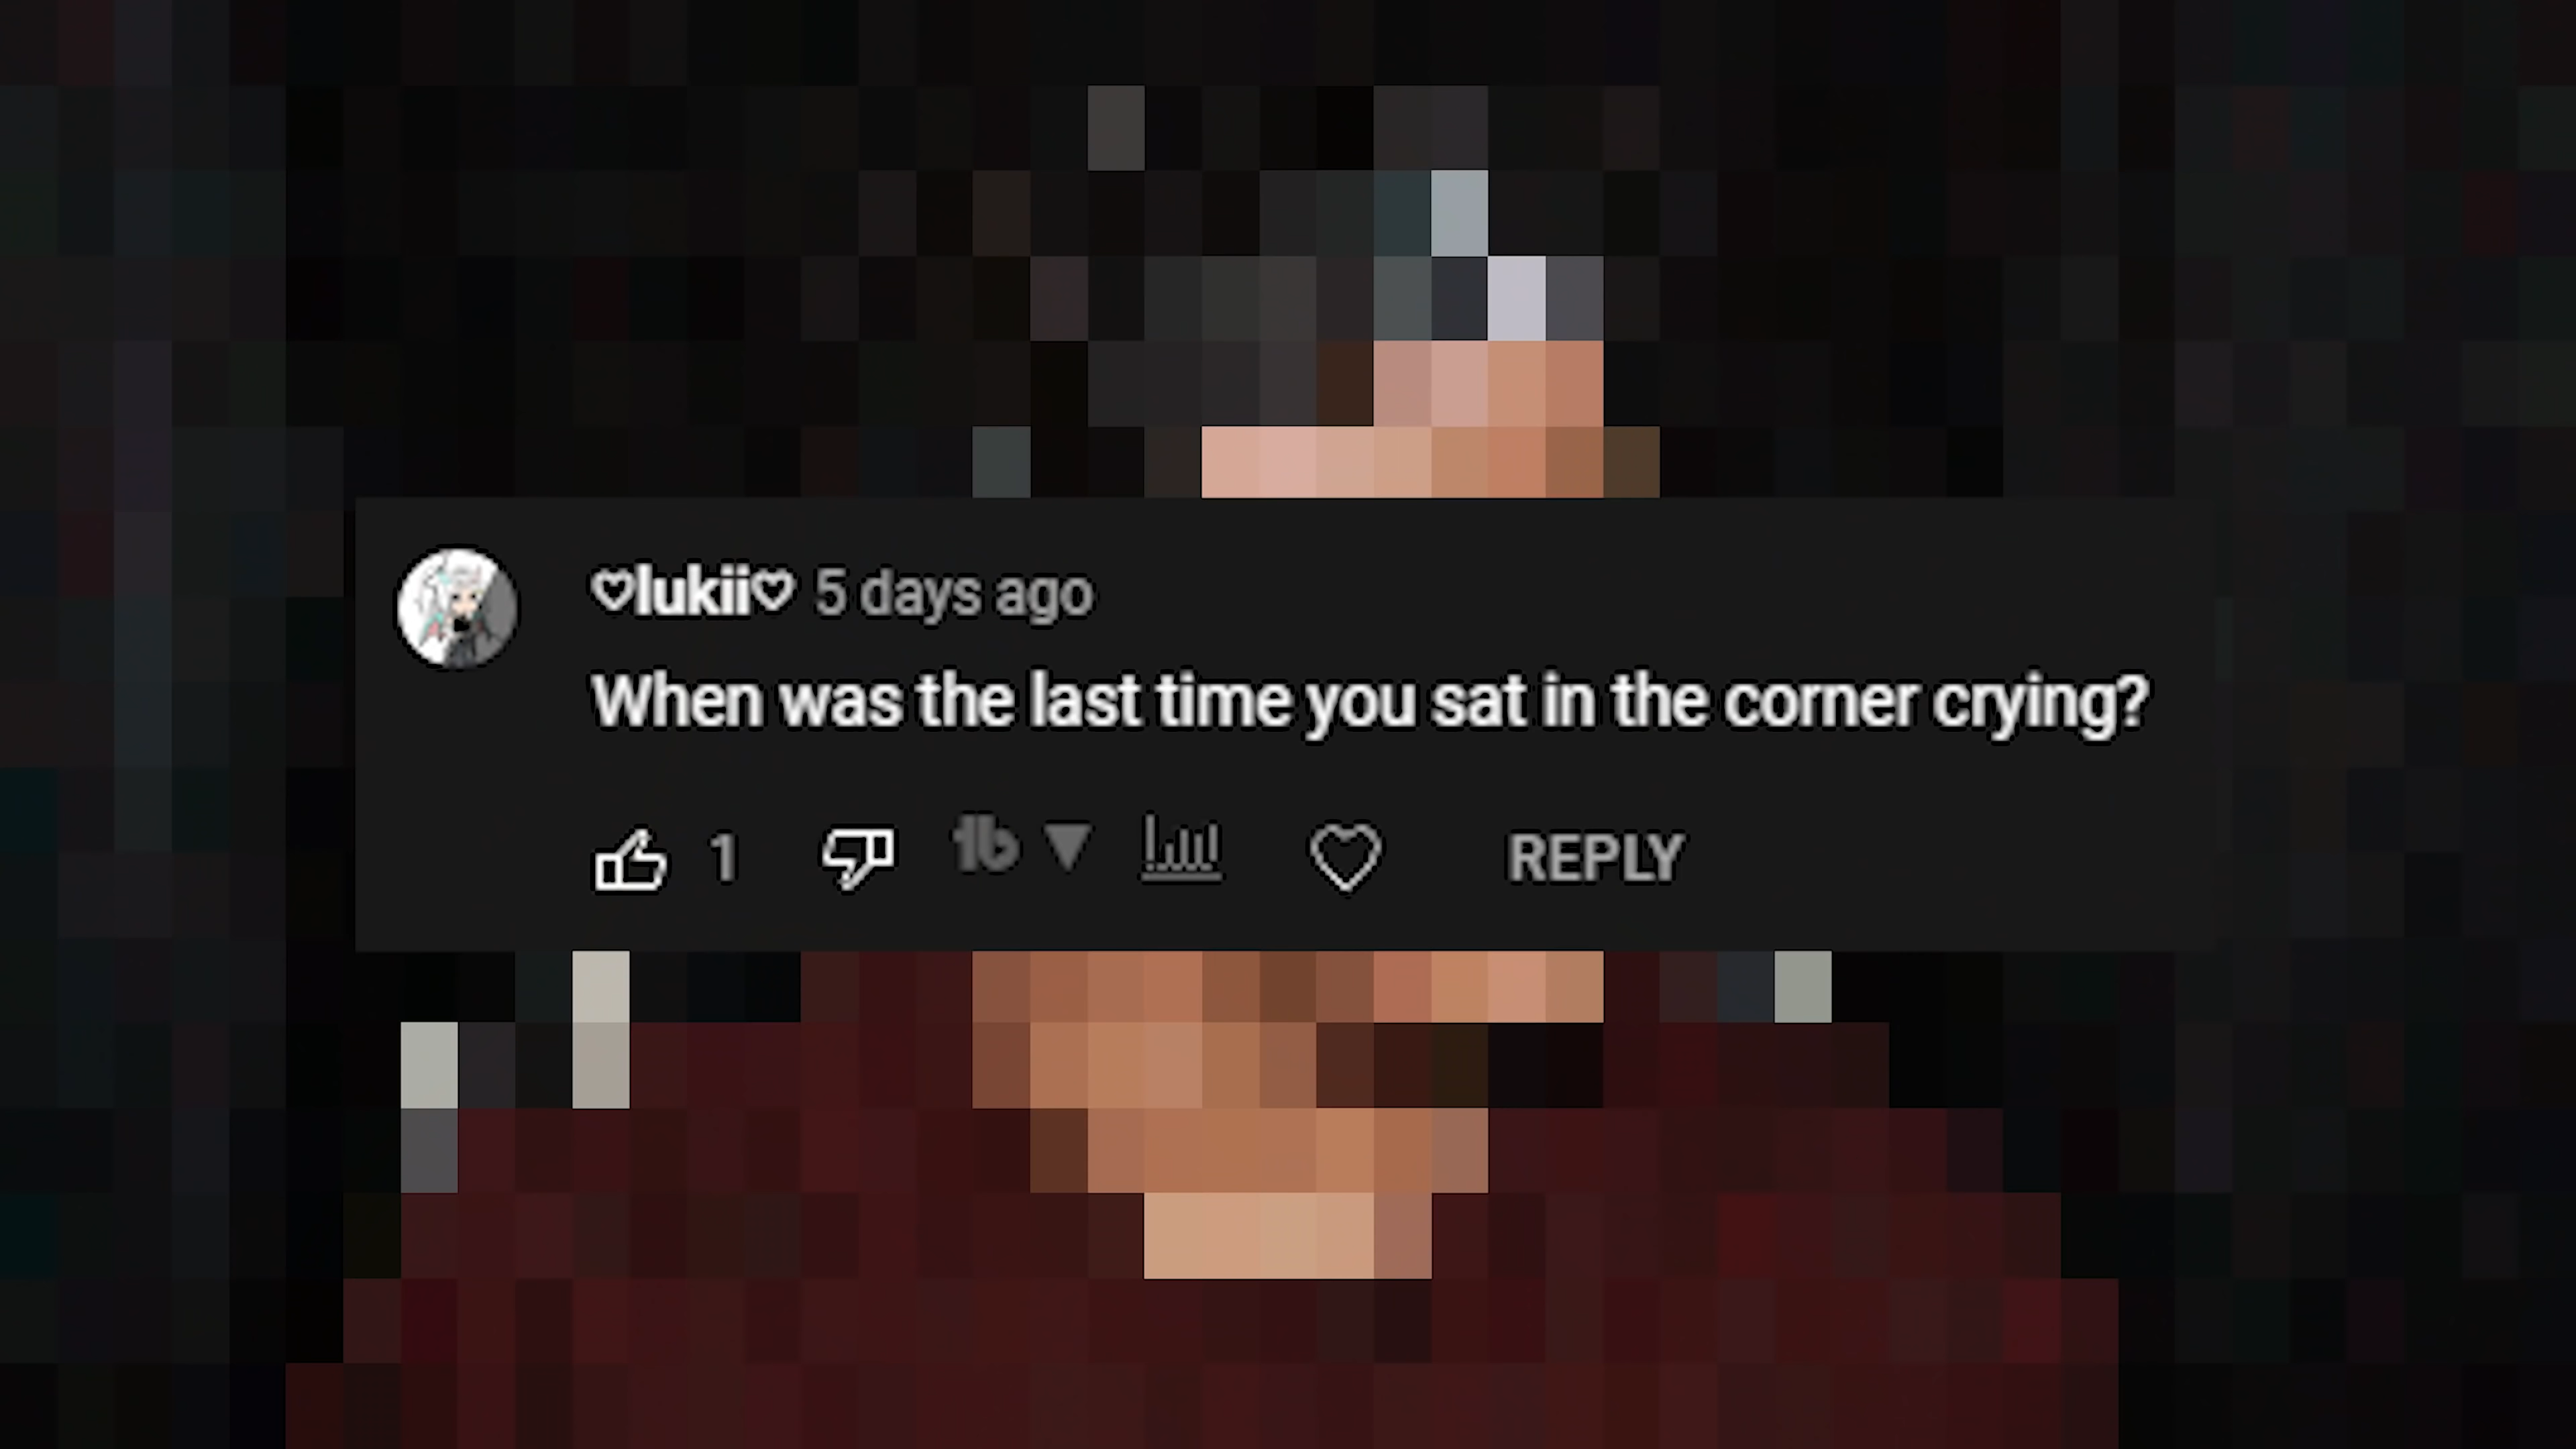 ♡lukii♡ 5 days ago
When was the last time you sat in the corner crying?
1
REPLY